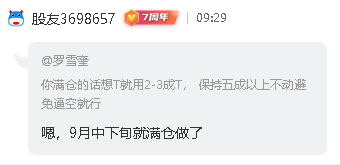 股友3698657 7周年 | 09:29
@罗雪奎
你满仓的话想T就用2-3成T， 保持五成以上不动避
免逼空就行
嗯，9月中下旬就满仓做了